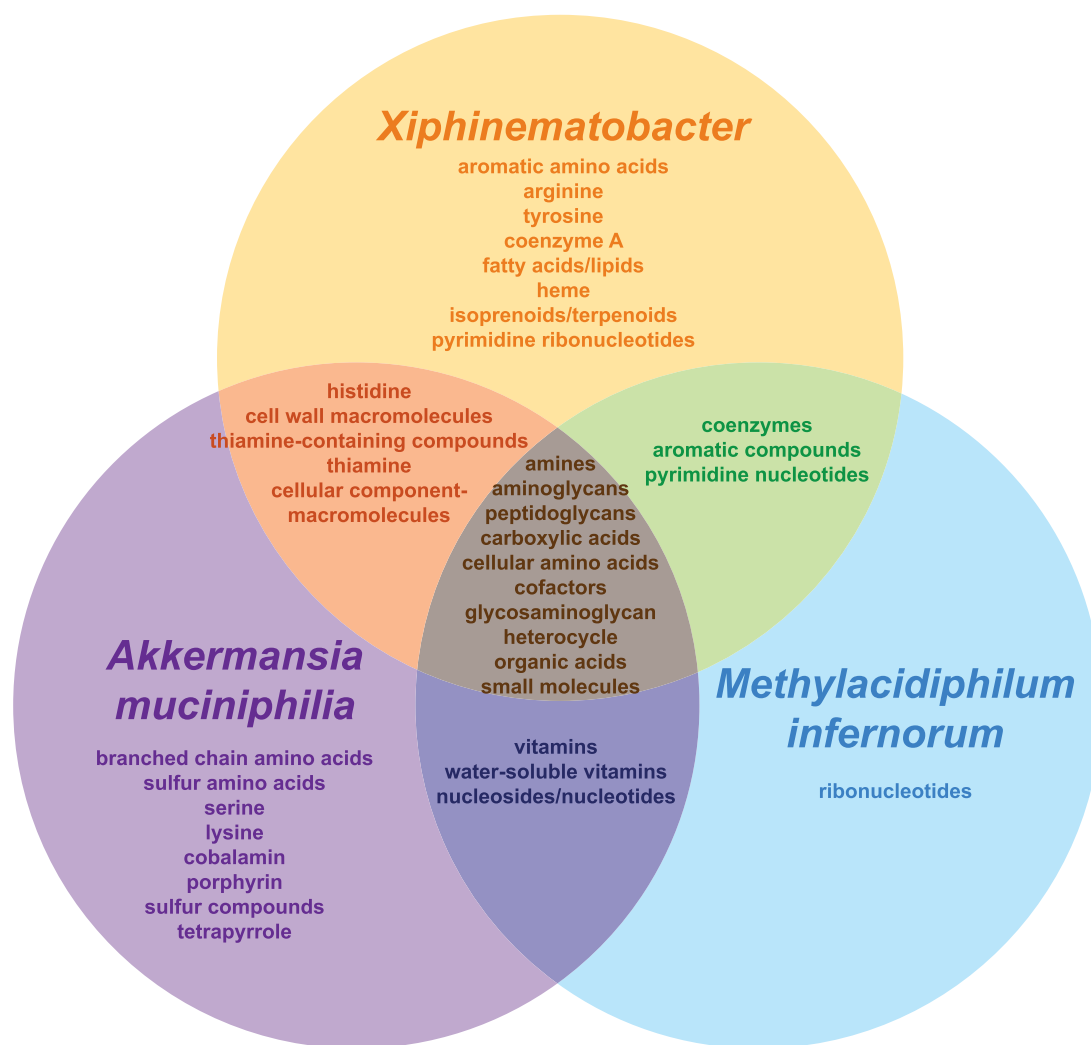 Xiphinematobacter
aromatic amino acids
arginine
tyrosine
coenzyme A
fatty acids/lipids
heme
isoprenoids/terpenoids
pyrimidine ribonucleotides
histidine
cell wall macromolecules
thiamine-containing compounds
thiamine
cellular component-
macromolecules
coenzymes
aromatic compounds
pyrimidine nucleotides
amines
aminoglycans
peptidoglycans
carboxylic acids
cellular amino acids
cofactors
glycosaminoglycan
heterocycle
organic acids
small molecules
Akkermansia
muciniphilia
branched chain amino acids
sulfur amino acids
serine
lysine
cobalamin
porphyrin
sulfur compounds
tetrapyrrole
vitamins
water-soluble vitamins
nucleosides/nucleotides
Methylacidiphilum
infernorum
ribonucleotides